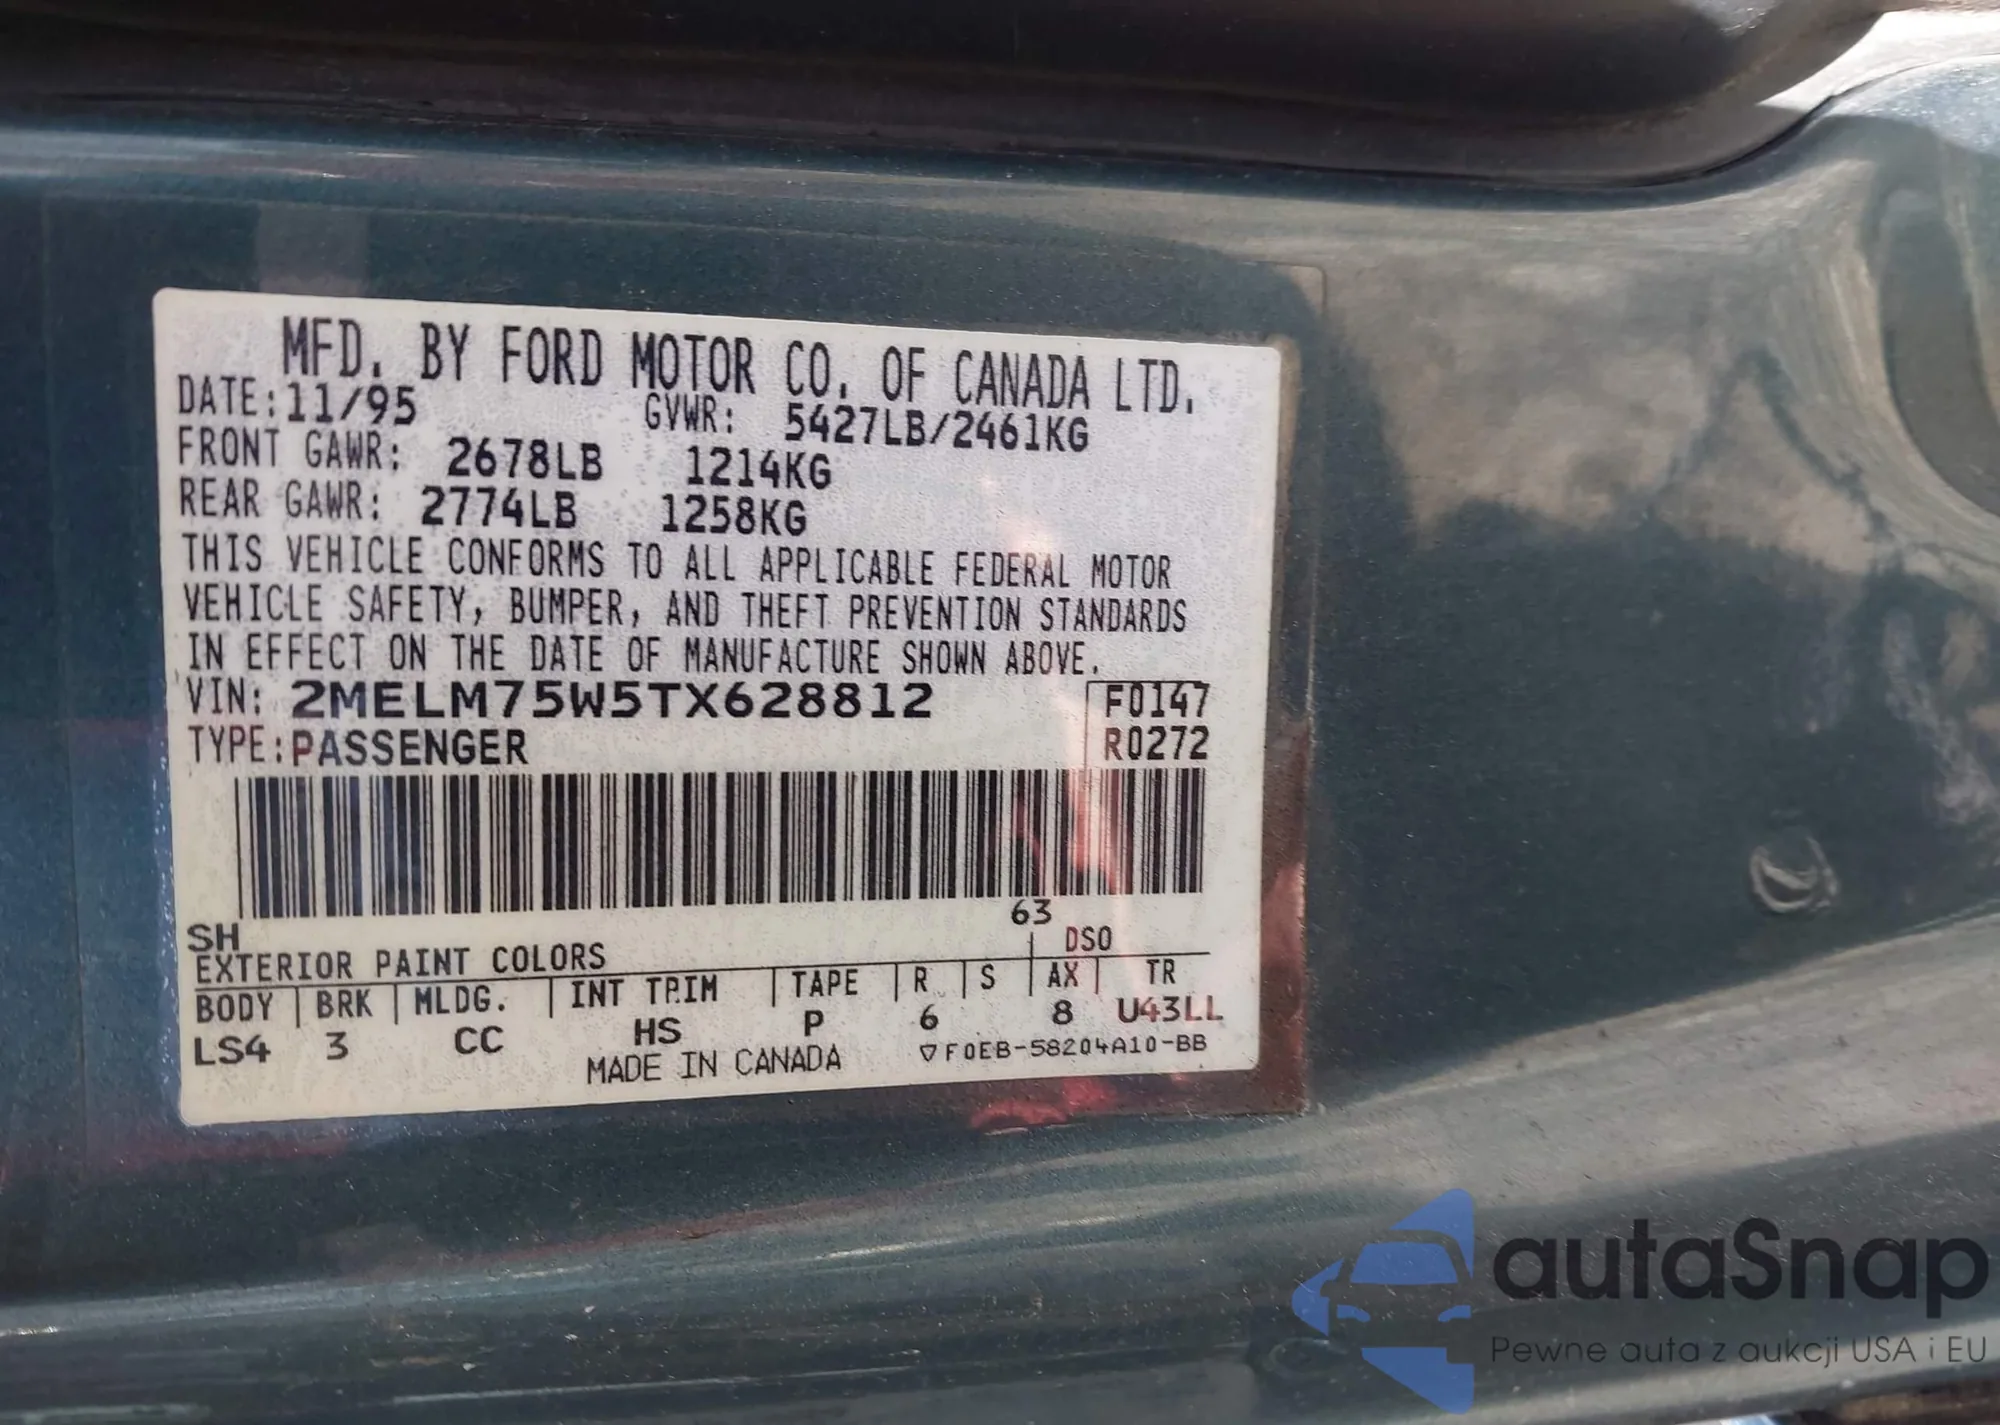 MFD. BY FORD MOTOR CO. OF CANADA LTD.
DATE: 11/95 GVWR: 5427LB/2461KG
FRONT GAWR: 2678LB 1214KG
REAR GAWR: 2774LB 1258KG
THIS VEHICLE CONFORMS TO ALL APPLICABLE FEDERAL MOTOR
VEHICLE SAFETY, BUMPER, AND THEFT PREVENTION STANDARDS
IN EFFECT ON THE DATE OF MANUFACTURE SHOWN ABOVE.
VIN: 2MELM75W5TX628812 F0147
TYPE: PASSENGER R0272
63
SH
EXTERIOR PAINT COLORS DSO
BODY BRK MLDG. INT TRIM TAPE R S AX TR
LS4 3 CC HS P 6 8 U43LL
MADE IN CANADA ▽F0EB-58204A10-BB
autaSnap
Pewne auta z aukcji USA i EU